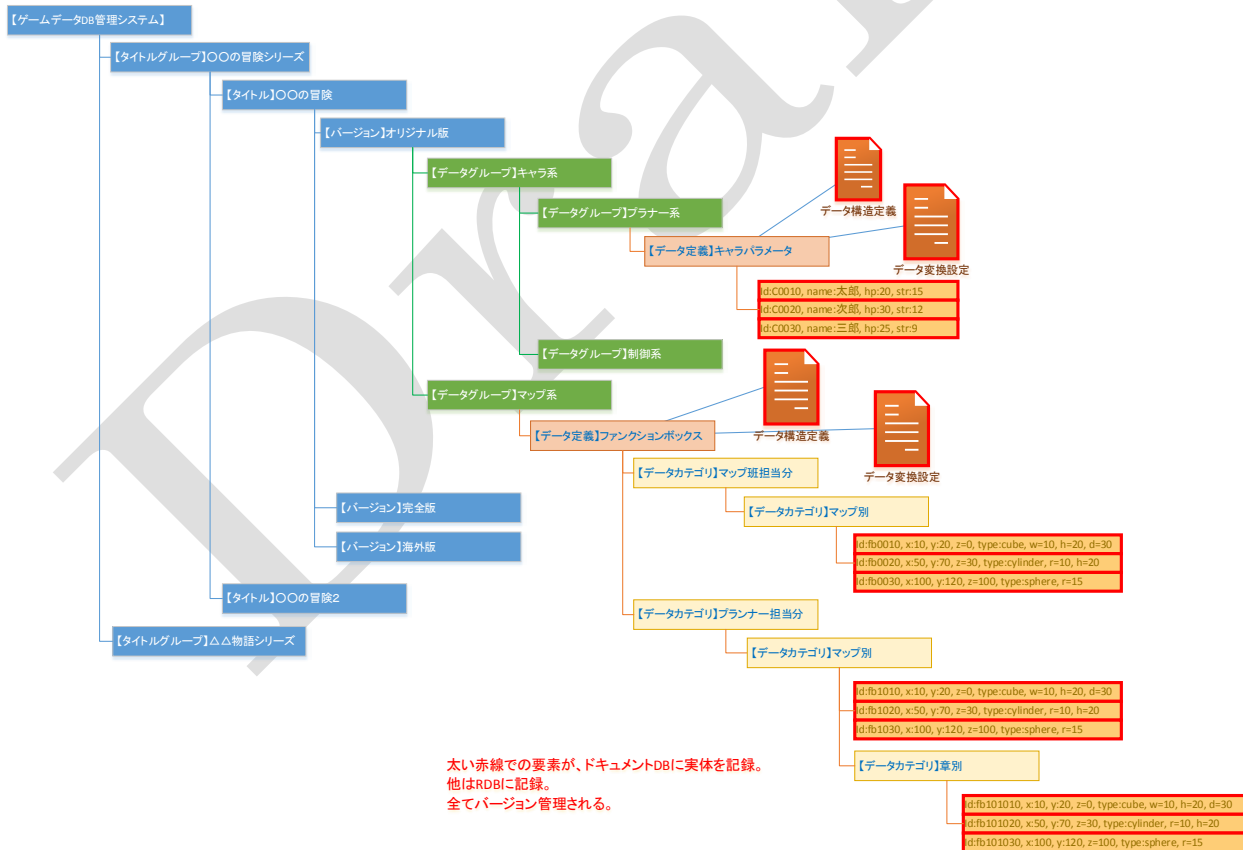 【ゲームデータDB管理システム】
【タイトルグループ】〇〇の冒険シリーズ
【タイトル】〇〇の冒険
【バージョン】オリジナル版
【データグループ】キャラ系
【データグループ】プラナー系
【データ定義】キャラパラメータ
データ構造定義
データ変換設定
id:C0010, name:太郎, hp:20, str:15
id:C0020, name:次郎, hp:30, str:12
id:C0030, name:三郎, hp:25, str:9
【データグループ】制御系
【データグループ】マップ系
【データ定義】ファンクションボックス
データ構造定義
データ変換設定
【データカテゴリ】マップ班担当分
【データカテゴリ】マップ別
id:fb0010, x:10, y:20, z=0, type:cube, w=10, h=20, d=30
id:fb0020, x:50, y:70, z=30, type:cylinder, r=10, h=20
id:fb0030, x:100, y:120, z=100, type:sphere, r=15
【データカテゴリ】プランナー担当分
【データカテゴリ】マップ別
id:fb1010, x:10, y:20, z=0, type:cube, w=10, h=20, d=30
id:fb1020, x:50, y:70, z=30, type:cylinder, r=10, h=20
id:fb1030, x:100, y:120, z=100, type:sphere, r=15
【データカテゴリ】章別
id:fb101010, x:10, y:20, z=0, type:cube, w=10, h=20, d=30
id:fb101020, x:50, y:70, z=30, type:cylinder, r=10, h=20
id:fb101030, x:100, y:120, z=100, type:sphere, r=15
【バージョン】完全版
【バージョン】海外版
【タイトル】〇〇の冒険２
【タイトルグループ】△△物語シリーズ
太い赤線での要素が、ドキュメントDBに実体を記録。
他はRDBに記録。
全てバージョン管理される。